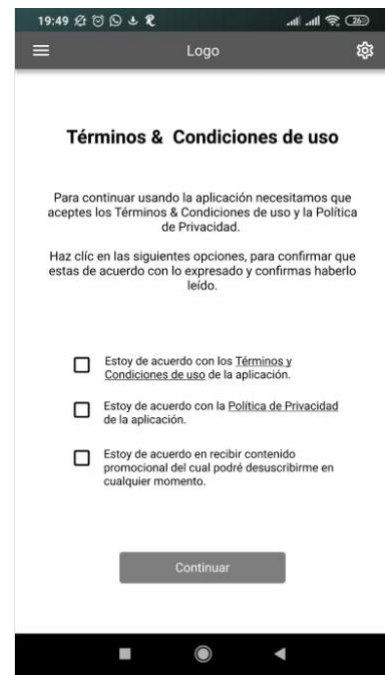 19:49
26
Logo
Términos & Condiciones de uso
Para continuar usando la aplicación necesitamos que
aceptes los Términos & Condiciones de uso y la Política
de Privacidad.
Haz clíc en las siguientes opciones, para confirmar que
estas de acuerdo con lo expresado y confirmas haberlo
leído.
Estoy de acuerdo con los Términos y
Condiciones de uso de la aplicación.
Estoy de acuerdo con la Política de Privacidad
de la aplicación.
Estoy de acuerdo en recibir contenido
promocional del cual podré desuscribirme en
cualquier momento.
Continuar